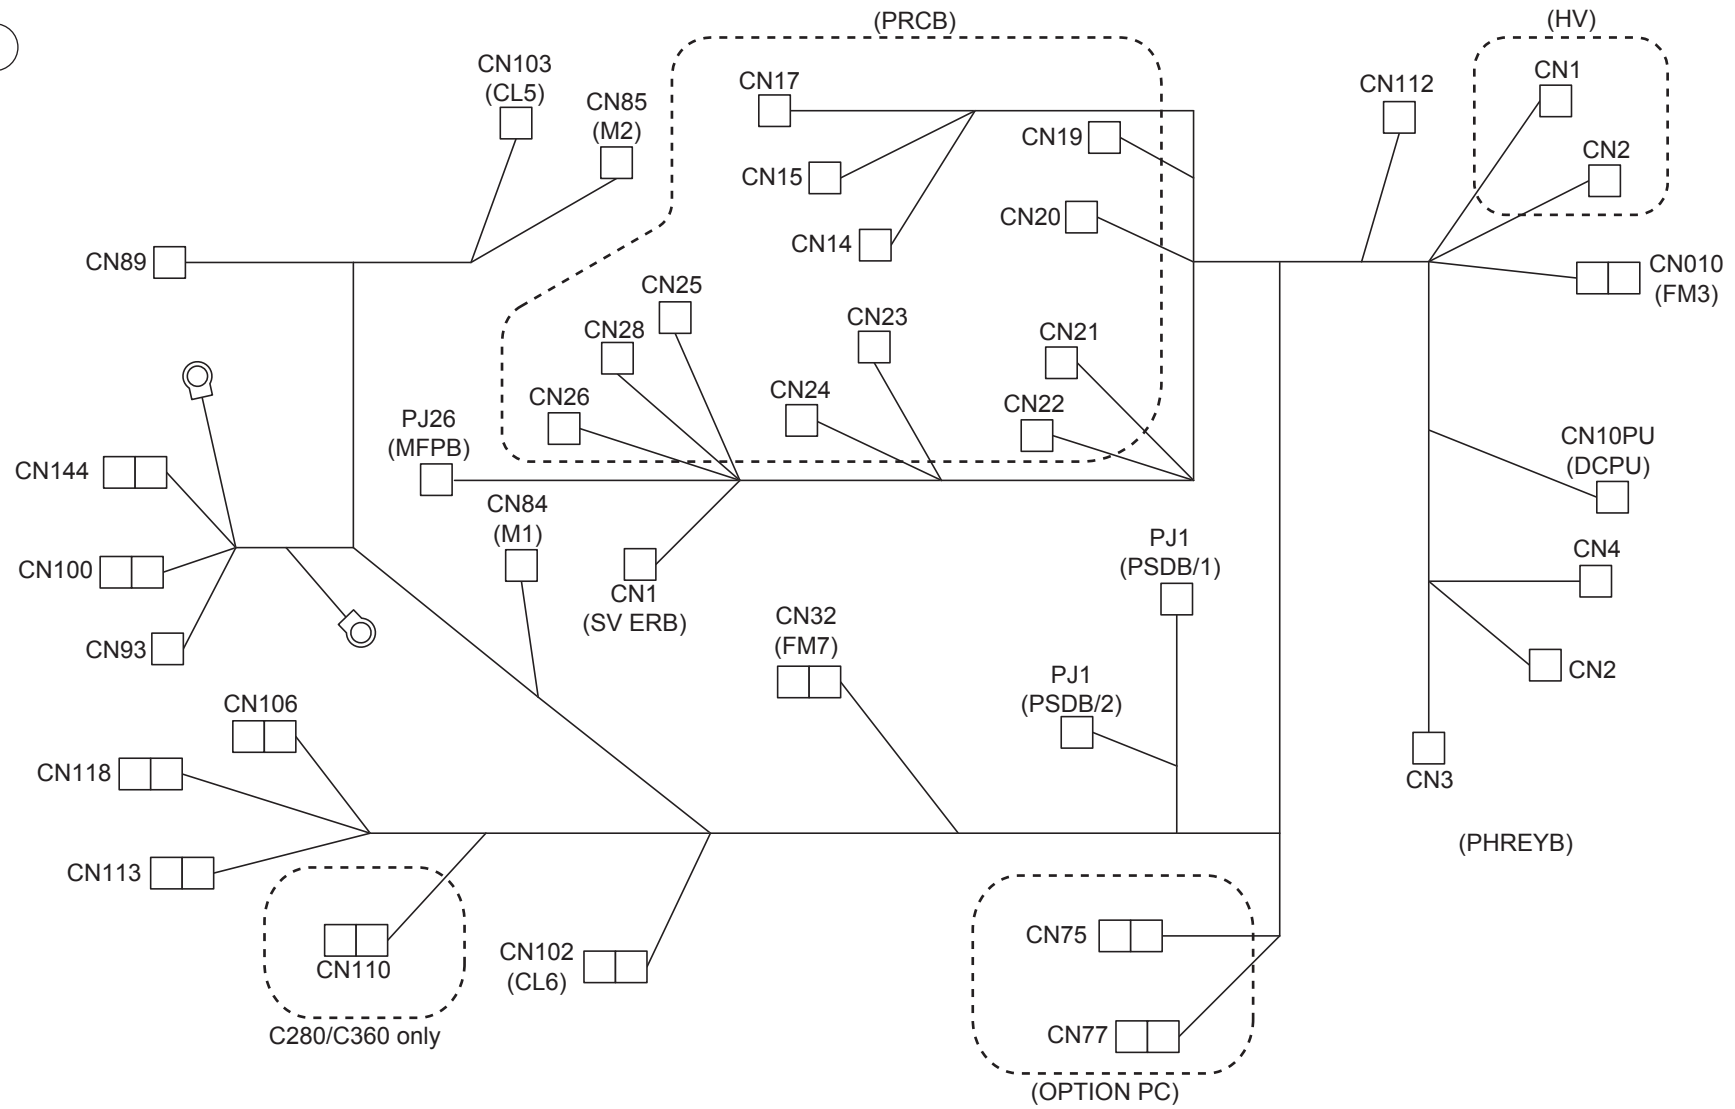 (PRCB)
(HV)
CN103
(CL5)
CN85
(M2)
CN17
CN19
CN112
CN1
CN15
CN2
CN20
CN14
CN89
CN010
(FM3)
CN25
CN28
CN23
CN21
CN26
CN24
CN22
PJ26
(MFPB)
CN10PU
(DCPU)
CN144
CN84
(M1)
PJ1
(PSDB/1)
CN4
CN100
CN1
(SV ERB)
CN32
(FM7)
CN93
CN2
PJ1
(PSDB/2)
CN106
CN118
CN3
(PHREYB)
CN113
CN75
CN110
CN102
(CL6)
C280/C360 only
CN77
(OPTION PC)